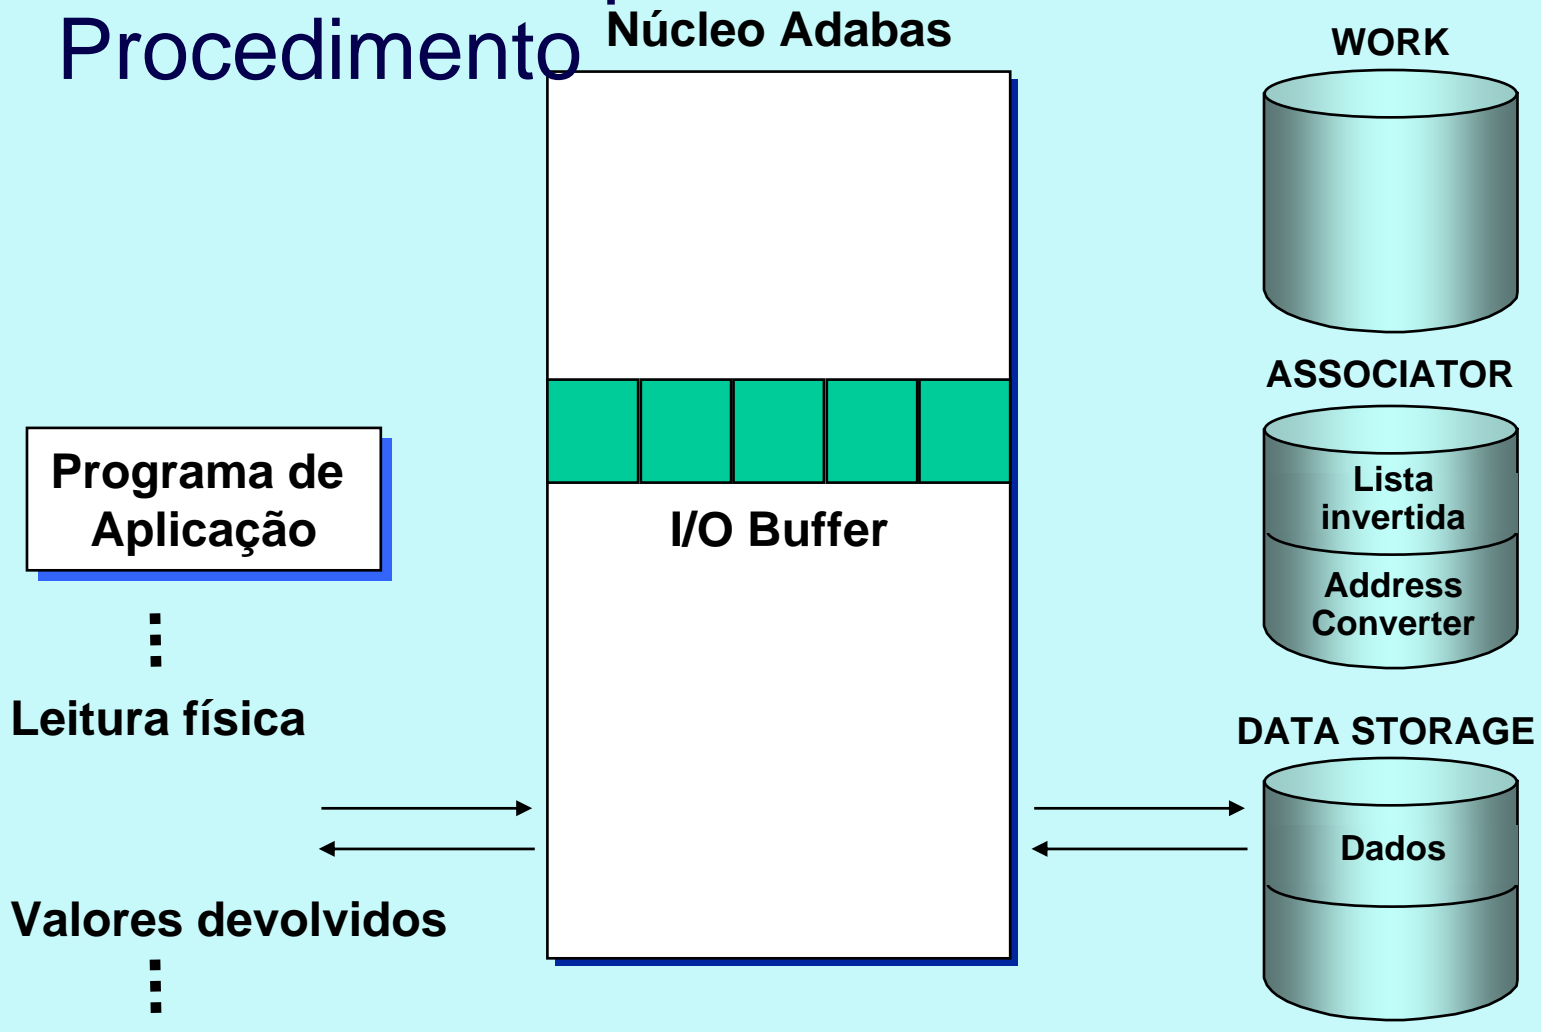 Procedimento
Núcleo Adabas
WORK
ASSOCIATOR
Lista
invertida
Address
Converter
Programa de
Aplicação
I/O Buffer
Leitura física
DATA STORAGE
Dados
Valores devolvidos